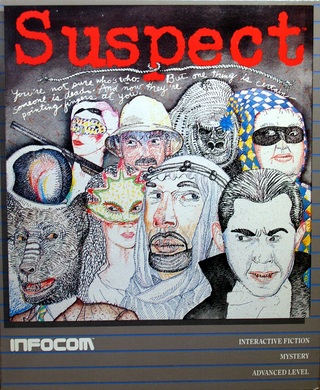 Suspect
You're not sure who's who. But one thing is certain
someone is dead. And now they're
pointing fingers at you!
INFOCOM
INTERACTIVE FICTION
MYSTERY
ADVANCED LEVEL